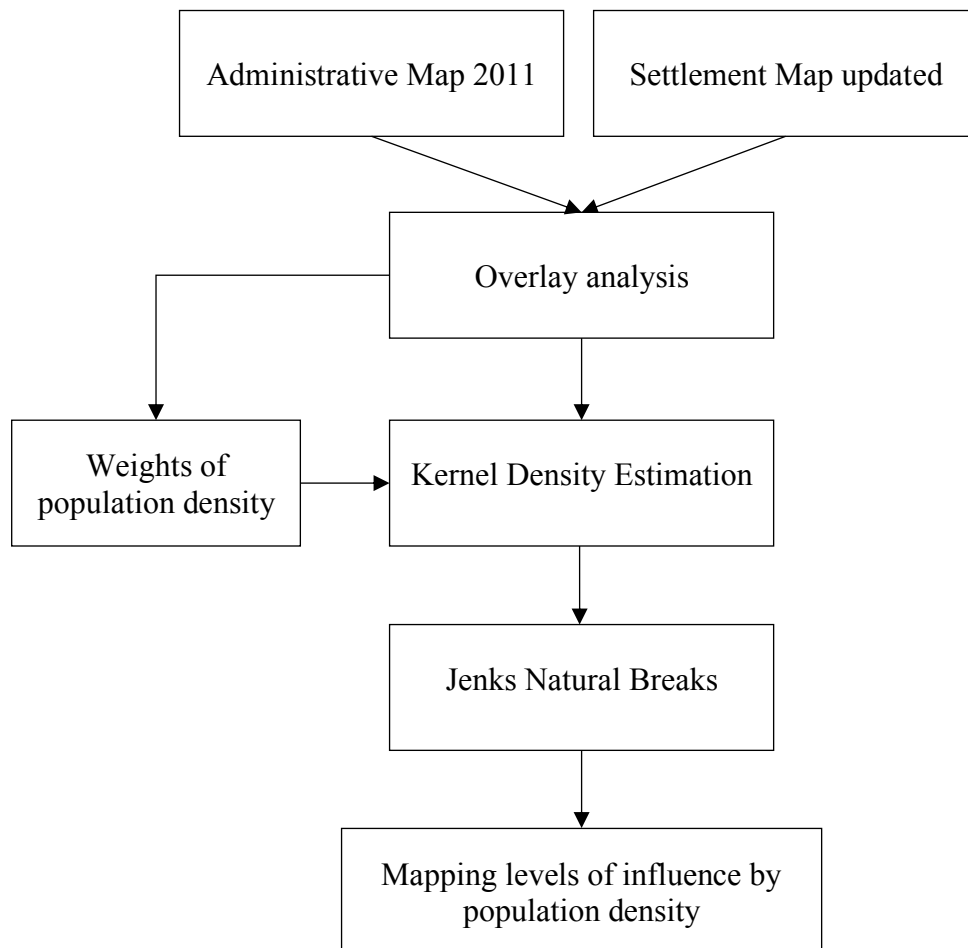 Administrative Map 2011
Settlement Map updated
Overlay analysis
Weights of
population density
Kernel Density Estimation
Jenks Natural Breaks
Mapping levels of influence by
population density